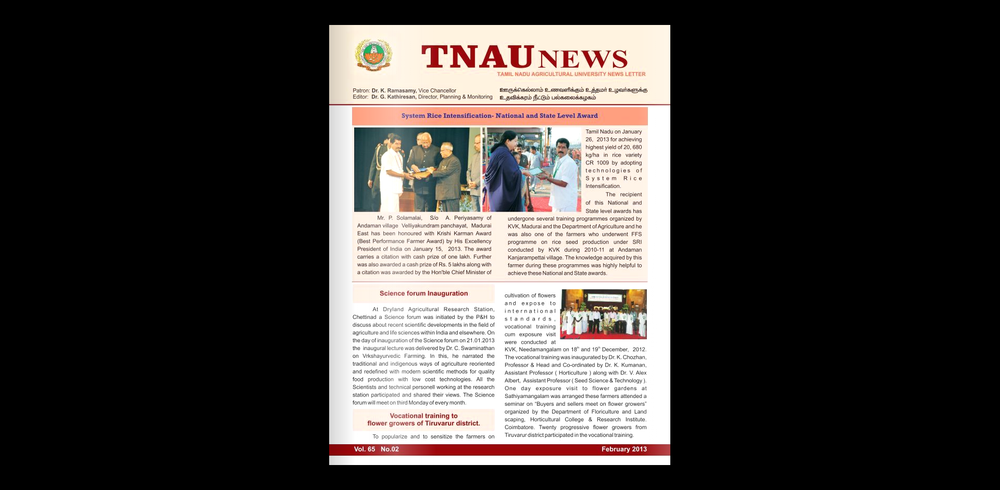 TNAU NEWS
TAMIL NADU AGRICULTURAL UNIVERSITY NEWS LETTER
Patron: Dr. K. Ramasamy, Vice Chancellor
Editor: Dr. G. Kathiresan, Director, Planning & Monitoring
ஊருக்கெல்லாம் உணவளிக்கும் உத்தமர் உழவர்களுக்கு
உதவிக்கரம் நீட்டும் பல்கலைக்கழகம்
System Rice Intensification- National and State Level Award
Mr. P. Solamalai, S/o A. Periyasamy of
Andaman village Velliyakundram panchayat, Madurai
East has been honoured with Krishi Karman Award
(Best Performance Farmer Award) by His Excellency
President of India on January 15, 2013. The award
carries a citation with cash prize of one lakh. Further
was also awarded a cash prize of Rs. 5 lakhs along with
a citation was awarded by the Hon'ble Chief Minister of
Tamil Nadu on January
26, 2013 for achieving
highest yield of 20, 680
kg/ha in rice variety
CR 1009 by adopting
technologies of
System Rice
Intensification.
The recipient
of this National and
State level awards has
undergone several training programmes organized by
KVK, Madurai and the Department of Agriculture and he
was also one of the farmers who underwent FFS
programme on rice seed production under SRI
conducted by KVK during 2010-11 at Andaman
Kanjarampettai village. The knowledge acquired by this
farmer during these programmes was highly helpful to
achieve these National and State awards.
Science forum Inauguration
At Dryland Agricultural Research Station,
Chettinad a Science forum was initiated by the P&H to
discuss about recent scientific developments in the field of
agriculture and life sciences within India and elsewhere. On
the day of inauguration of the Science forum on 21.01.2013
the inaugural lecture was delivered by Dr. C. Swaminathan
on Vrkshayurvedic Farming. In this, he narrated the
traditional and indigenous ways of agriculture reoriented
and redefined with modern scientific methods for quality
food production with low cost technologies. All the
Scientists and technical personell working at the research
station participated and shared their views. The Science
forum will meet on third Monday of every month.
Vocational training to
flower growers of Tiruvarur district.
To popularize and to sensitize the farmers on
cultivation of flowers
and expose to
international
standards,
vocational training
cum exposure visit
were conducted at
KVK, Needamangalam on 18th and 19th December, 2012.
The vocational training was inaugurated by Dr. K. Chozhan,
Professor & Head and Co-ordinated by Dr. K. Kumanan,
Assistant Professor ( Horticulture ) along with Dr. V. Alex
Albert, Assistant Professor ( Seed Science & Technology ).
One day exposure visit to flower gardens at
Sathiyamangalam was arranged these farmers attended a
seminar on “Buyers and sellers meet on flower growers”
organized by the Department of Floriculture and Land
scaping, Horticultural College & Research Institute.
Coimbatore. Twenty progressive flower growers from
Tiruvarur district participated in the vocational training.
Vol. 65 No.02
February 2013